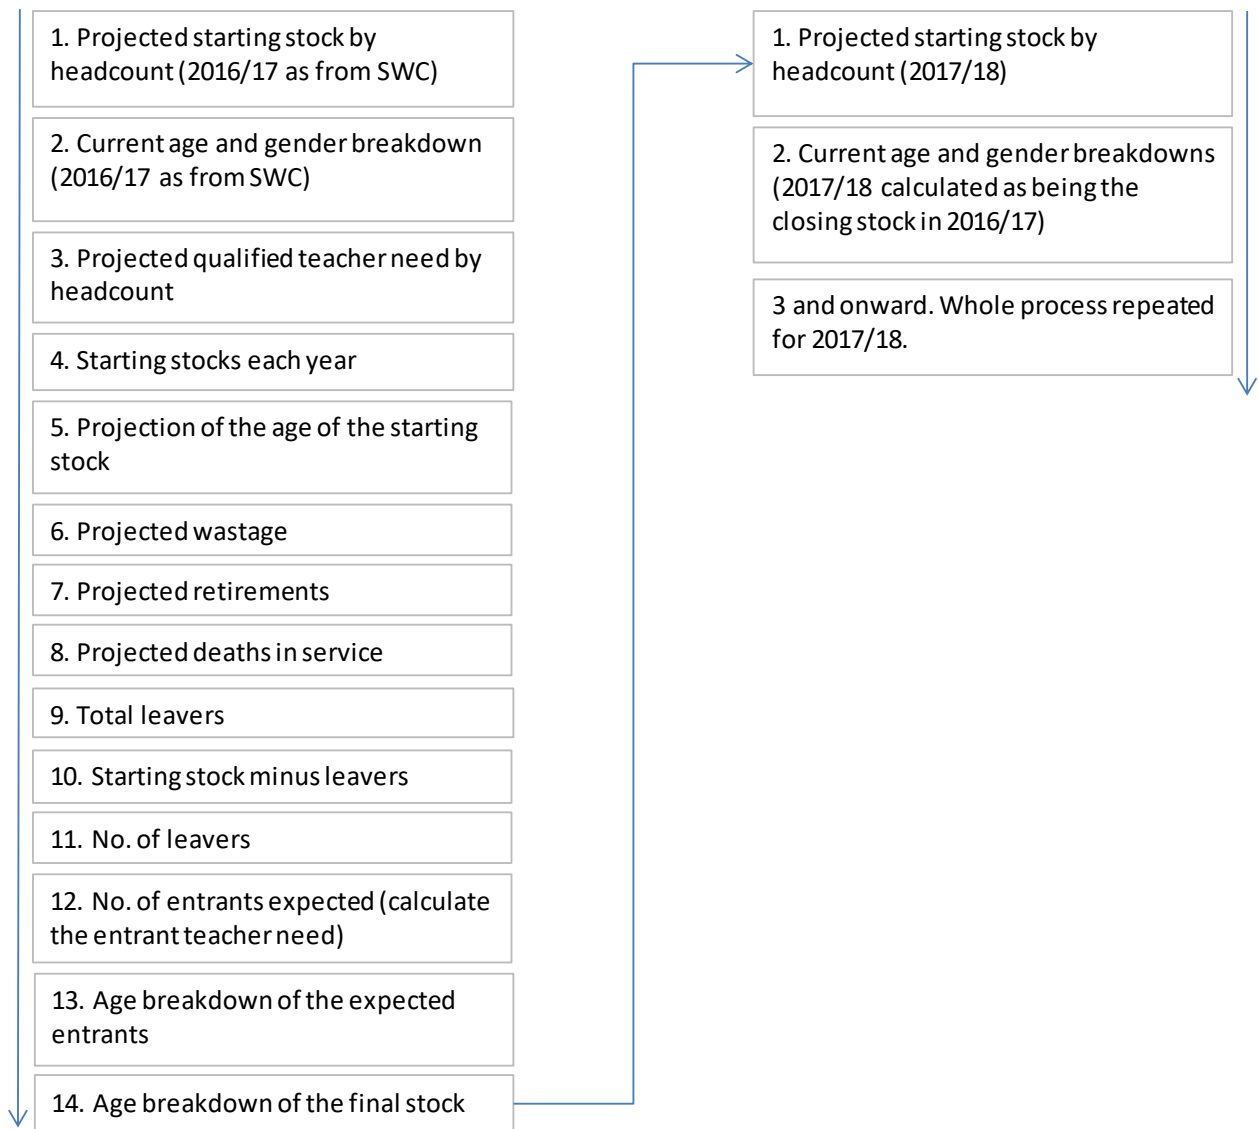 1. Projected starting stock by
headcount (2016/17 as from SWC)
2. Current age and gender breakdown
(2016/17 as from SWC)
3. Projected qualified teacher need by
headcount
4. Starting stocks each year
5. Projection of the age of the starting
stock
6. Projected wastage
7. Projected retirements
8. Projected deaths in service
9. Total leavers
10. Starting stock minus leavers
11. No. of leavers
12. No. of entrants expected (calculate
the entrant teacher need)
13. Age breakdown of the expected
entrants
14. Age breakdown of the final stock
1. Projected starting stock by
headcount (2017/18)
2. Current age and gender breakdowns
(2017/18 calculated as being the
closing stock in 2016/17)
3 and onward. Whole process repeated
for 2017/18.